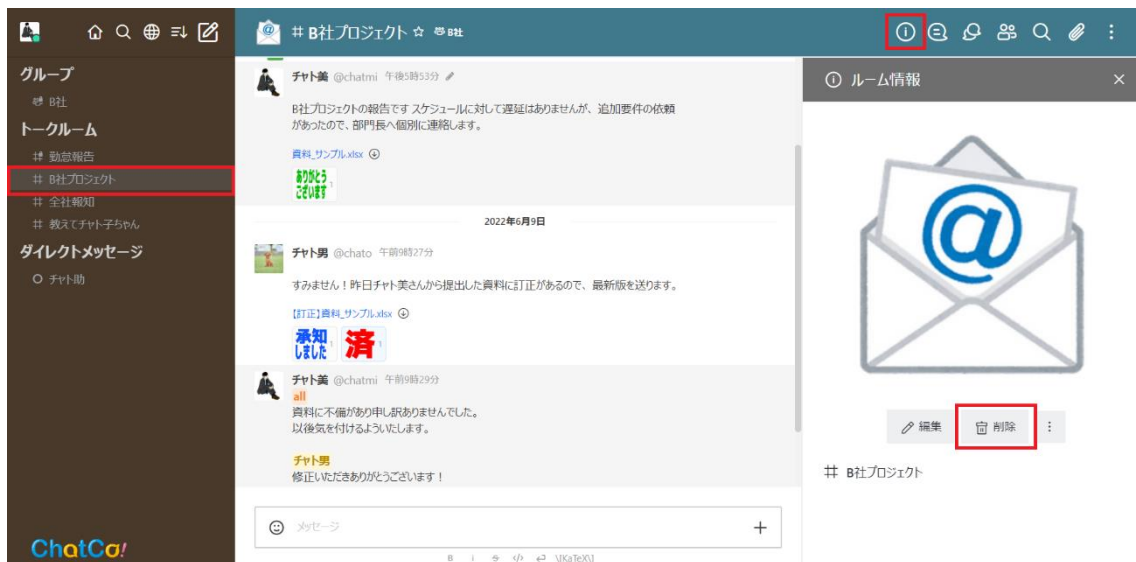 # B社プロジェクト B社
グループ
B社
トークルーム
勤怠報告
# B社プロジェクト
# 全社報知
# 教えてチャト子ちゃん
ダイレクトメッセージ
チャト助
ChatCo!
チャト美 @chatmi 午後5時53分
B社プロジェクトの報告です スケジュールに対して遅延はありませんが、追加要件の依頼
があったので、部門長へ個別に連絡します。
資料_サンプル.xlsx
ありがとう
ございます 1
2022年6月9日
チャト男 @chato 午前9時27分
すみません！昨日チャト美さんから提出した資料に訂正があるので、最新版を送ります。
【訂正】資料_サンプル.xlsx
承知
しました 1 済 1
チャト美 @chatmi 午前9時29分
all
資料に不備があり申し訳ありませんでした。
以後気を付けるよういたします。
チャト男
修正いただきありがとうございます！
メッセージ
B i S </> \[KaTeX\]
ルーム情報 ×
@
編集 削除
# B社プロジェクト